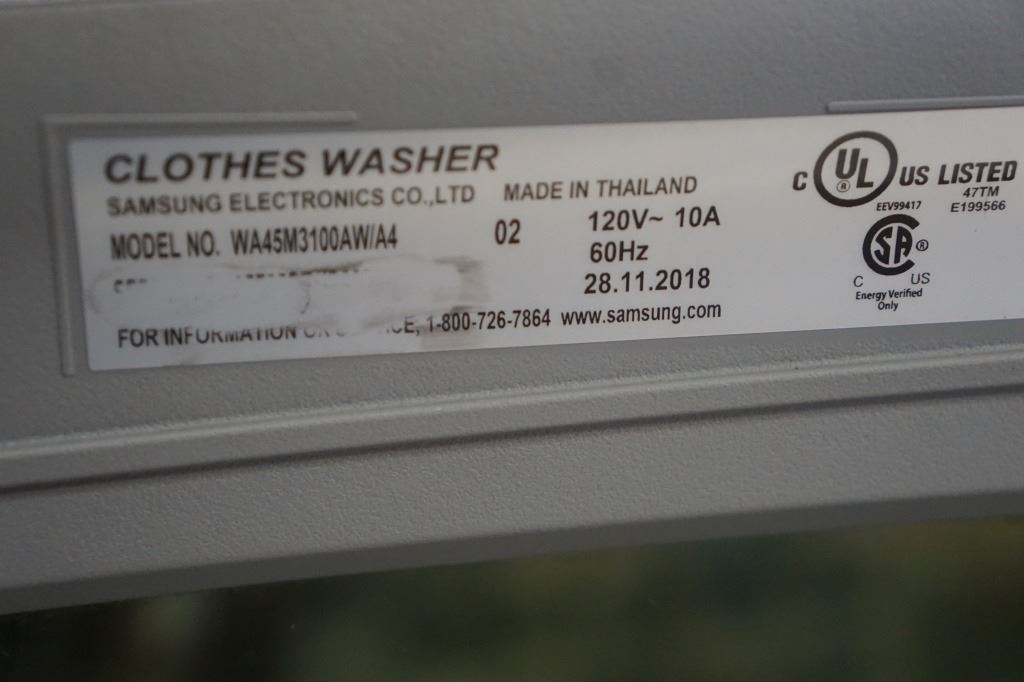 CLOTHES WASHER
SAMSUNG ELECTRONICS CO.,LTD MADE IN THAILAND
MODEL NO. WA45M3100AW/A4 02 120V~ 10A
60Hz
28.11.2018
FOR INFORMATION 1-800-726-7864 www.samsung.com
C UL ® US LISTED
47TM
EEV99417 E199566
SA ®
C US
Energy Verified
Only